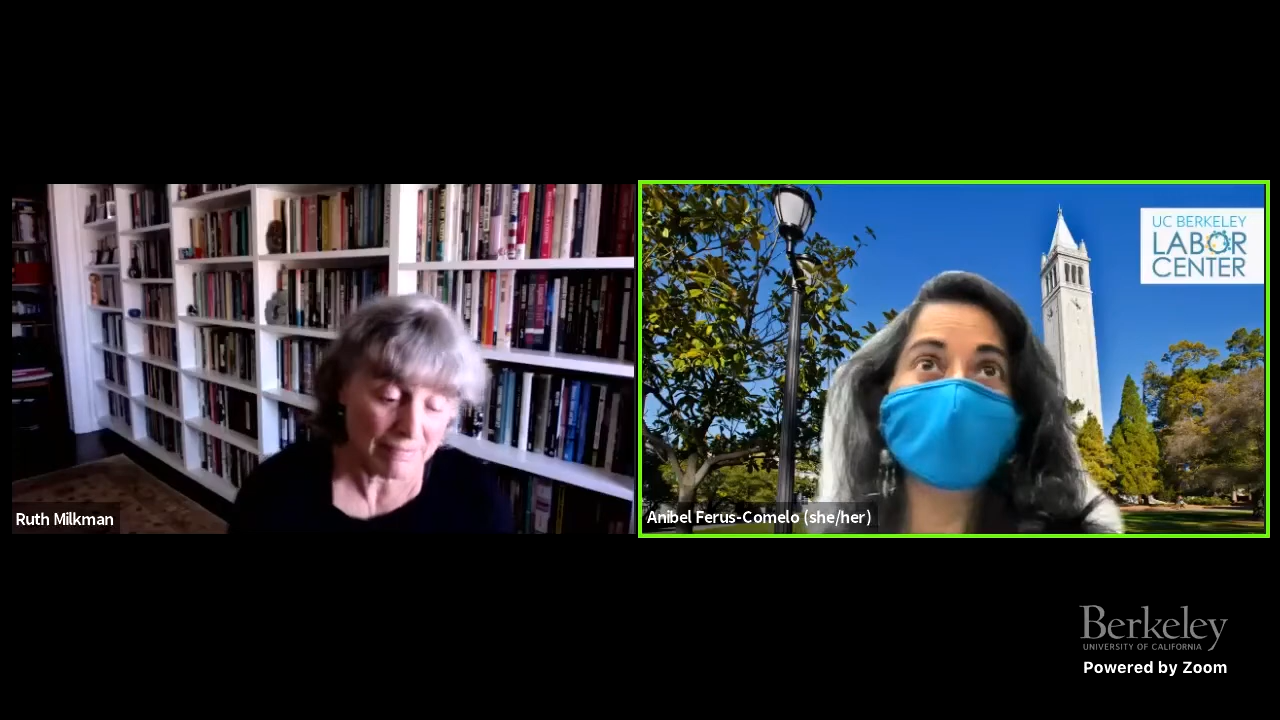 UC BERKELEY
LABOR
CENTER
Ruth Milkman
Anibel Ferus-Comelo (she/her)
Berkeley
UNIVERSITY OF CALIFORNIA
Powered by Zoom